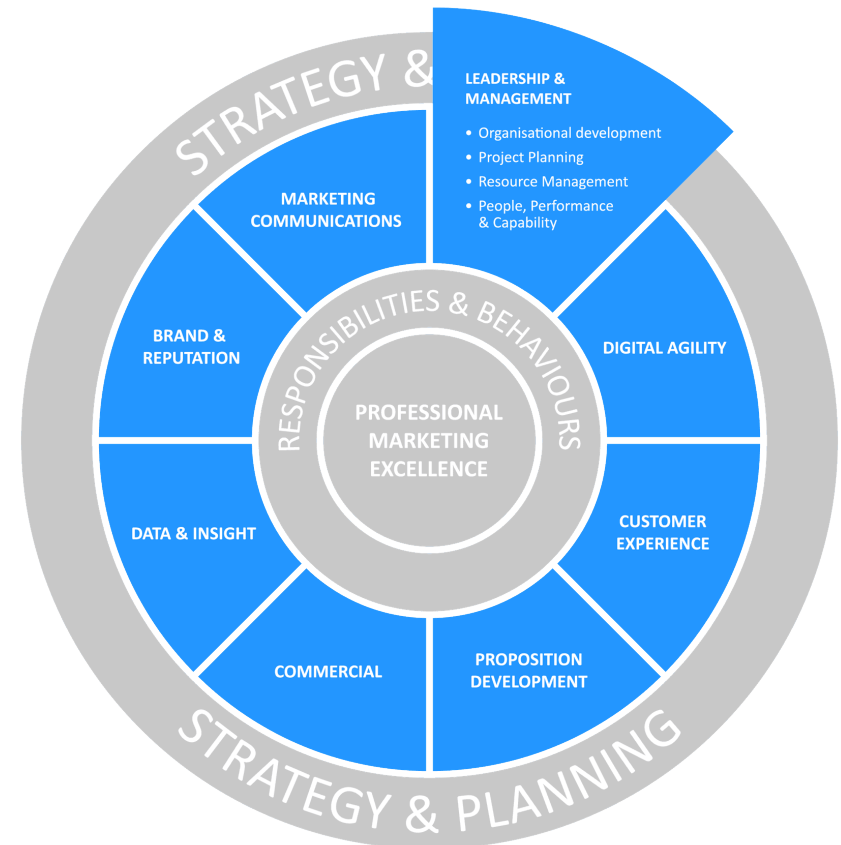 STRATEGY &
LEADERSHIP &
MANAGEMENT
• Organisational development
• Project Planning
• Resource Management
• People, Performance
& Capability
MARKETING
COMMUNICATIONS
BRAND &
REPUTATION
DIGITAL AGILITY
RESPONSIBILITIES & BEHAVIOURS
PROFESSIONAL
MARKETING
EXCELLENCE
DATA & INSIGHT
CUSTOMER
EXPERIENCE
COMMERCIAL
PROPOSITION
DEVELOPMENT
STRATEGY & PLANNING